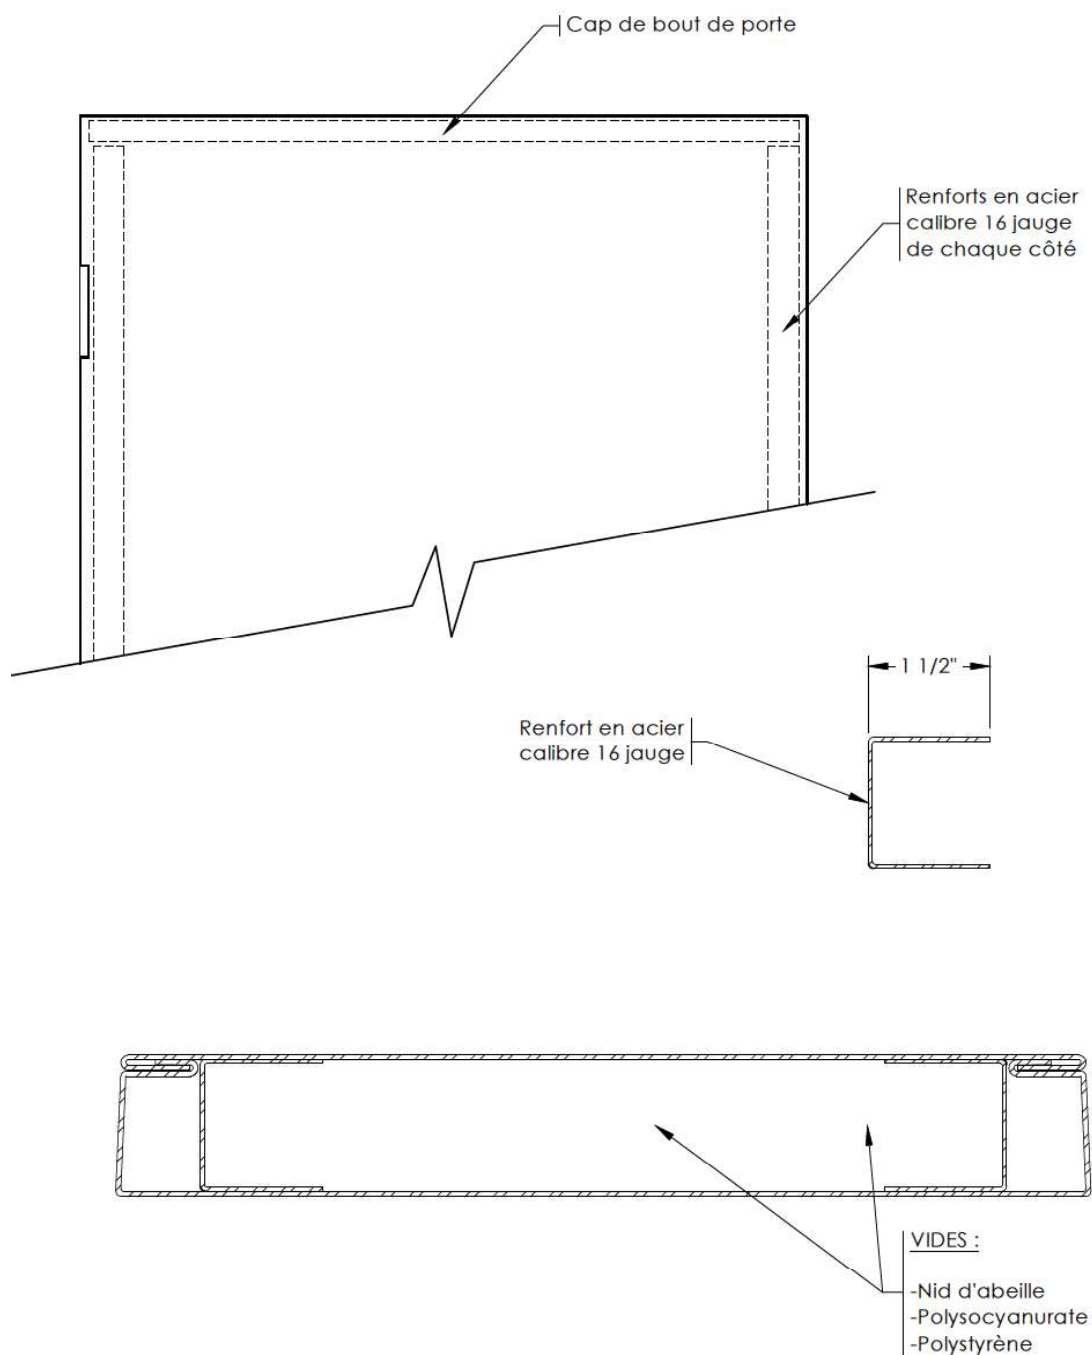 Cap de bout de porte
Renforts en acier
calibre 16 jauge
de chaque côté
1 1/2"
Renfort en acier
calibre 16 jauge
VIDES :
-Nid d'abeille
-Polysocyanurate
-Polystyrène